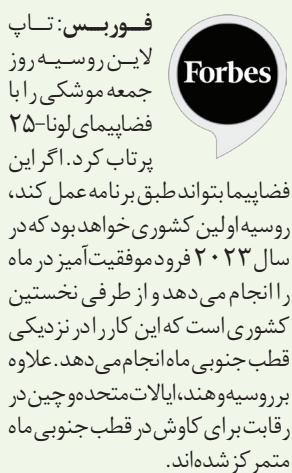 Forbes
فوربس: تاپ
لاین روسیه روز
جمعه موشکی را با
فضاپیمای لونا-۲۵
پرتاب کرد. اگر این
فضاپیما بتواند طبق برنامه عمل کند،
روسیه اولین کشوری خواهد بود که در
سال ۲۰۲۳ فرود موفقیت‌آمیز در ماه
را انجام می‌دهد و از طرفی نخستین
کشوری است که این کار را در نزدیکی
قطب جنوبی ماه انجام می‌دهد. علاوه
بر روسیه و هند، ایالات متحده و چین در
رقابت برای کاوش در قطب جنوبی ماه
متمرکز شده‌اند.